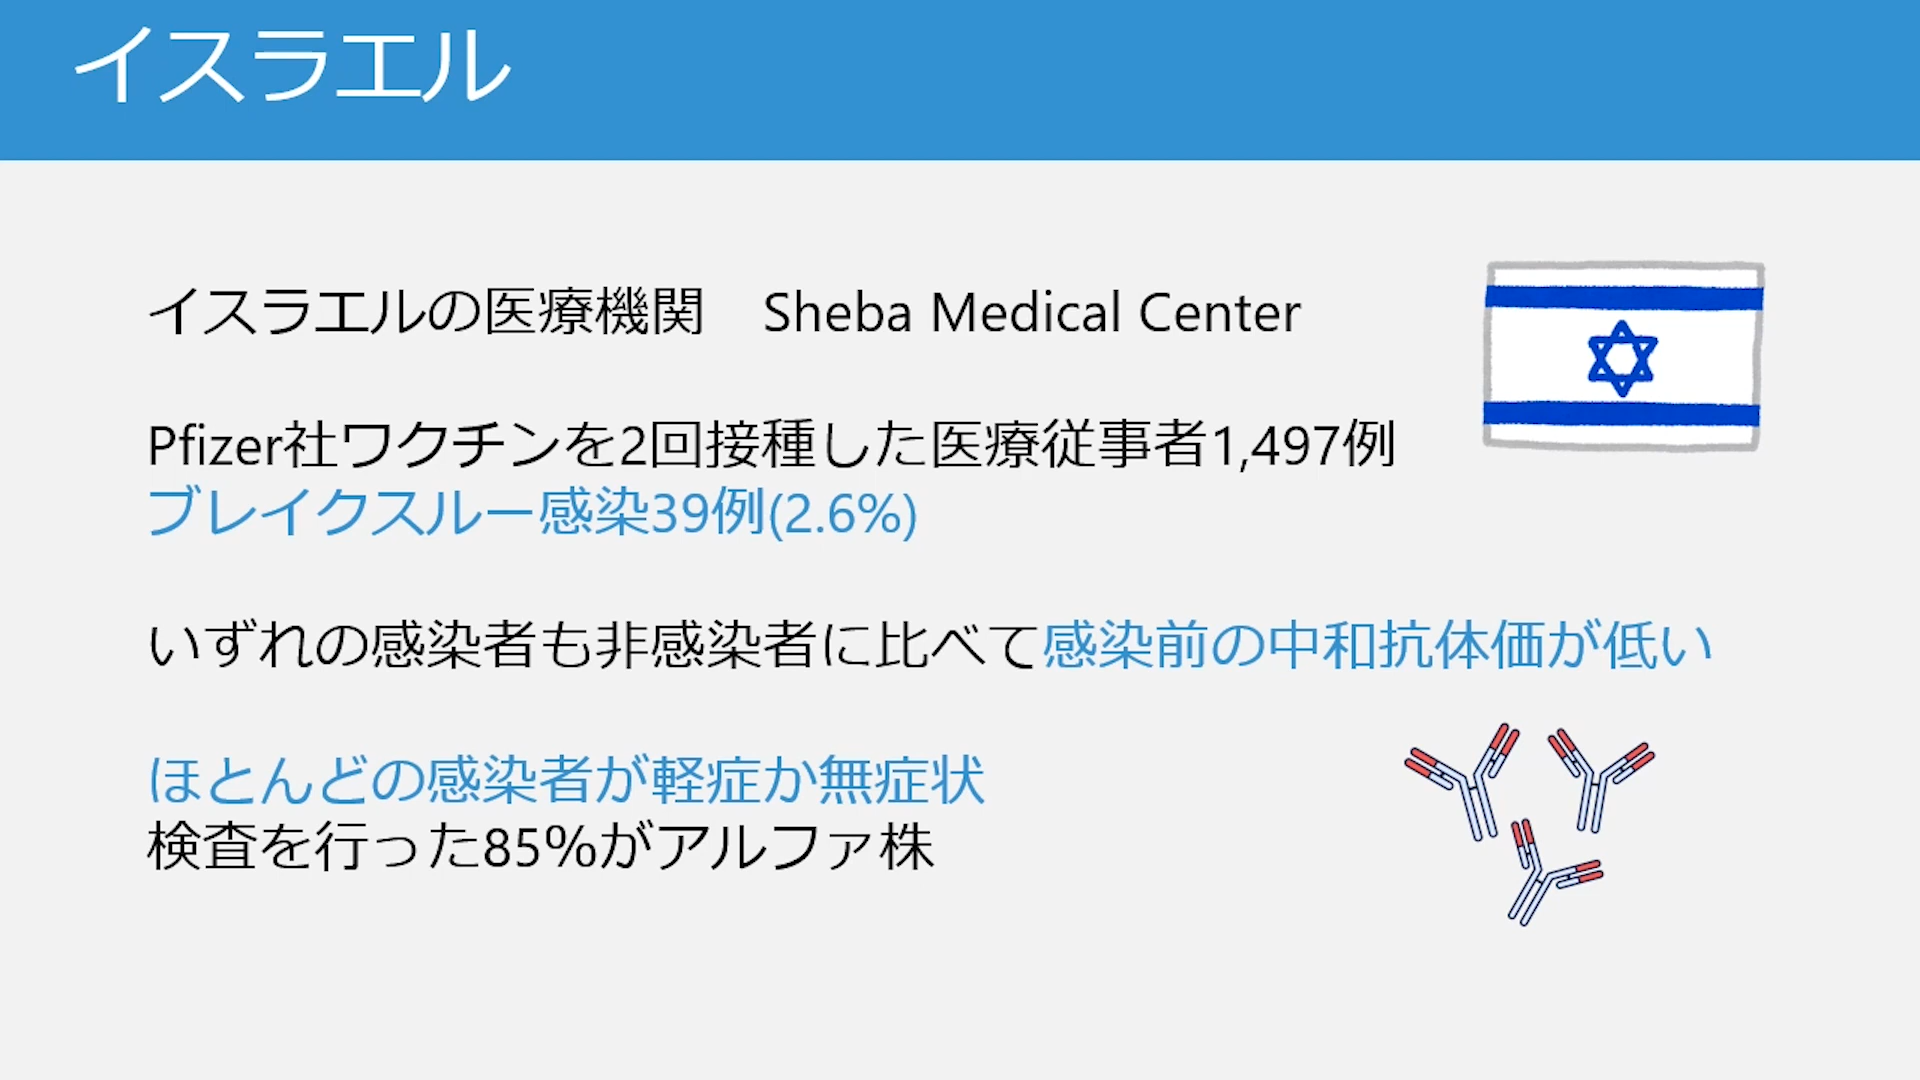 イスラエル
イスラエルの医療機関　Sheba Medical Center
Pfizer社ワクチンを2回接種した医療従事者1,497例
ブレイクスルー感染39例(2.6%)
いずれの感染者も非感染者に比べて感染前の中和抗体価が低い
ほとんどの感染者が軽症か無症状
検査を行った85%がアルファ株